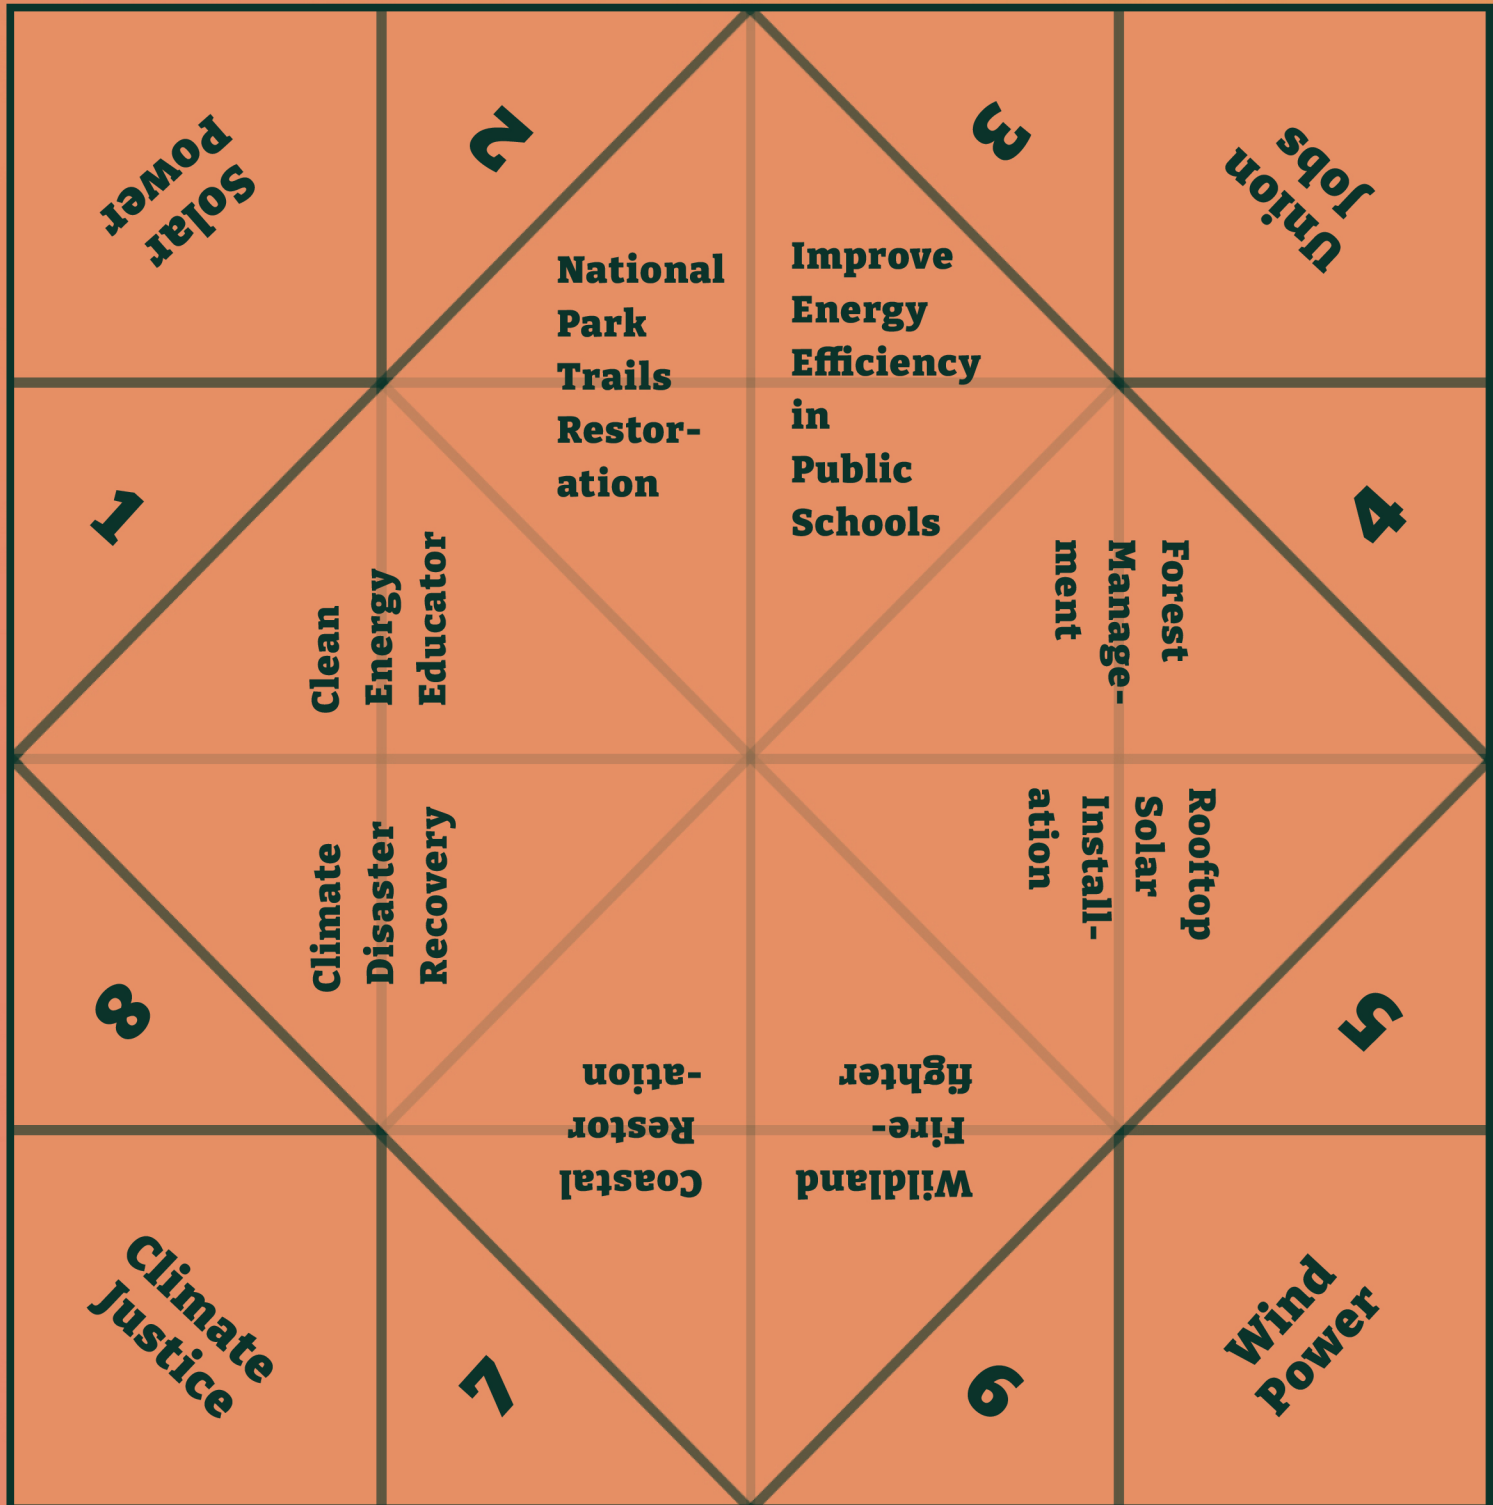 Solar
Power
2
3
Union
Jobs
National
Park
Trails
Restor-
ation
Improve
Energy
Efficiency
in
Public
Schools
1
4
Clean
Energy
Educator
Forest
Manage-
ment
Climate
Disaster
Recovery
Rooftop
Solar
Install-
ation
8
5
Coastal
Restor
-ation
Wildland
Fire-
fighter
Climate
Justice
7
6
Wind
Power